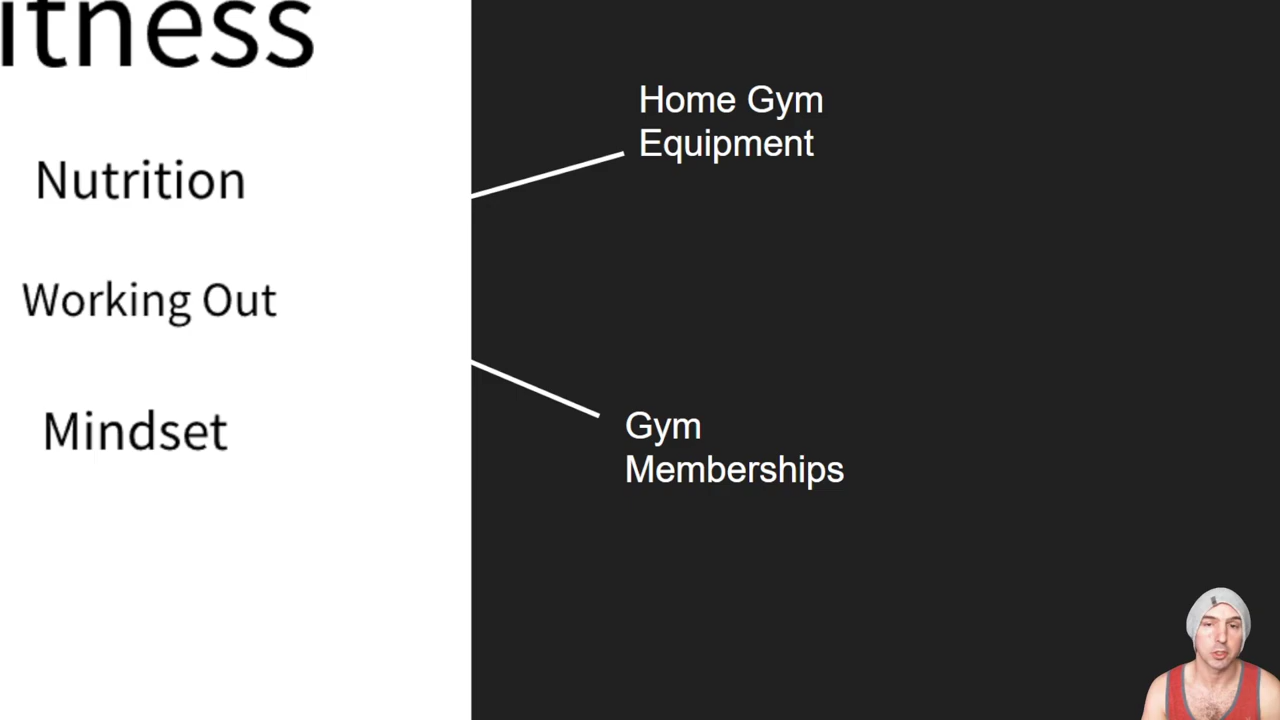 itness
Nutrition
Working Out
Mindset
Home Gym
Equipment
Gym
Memberships